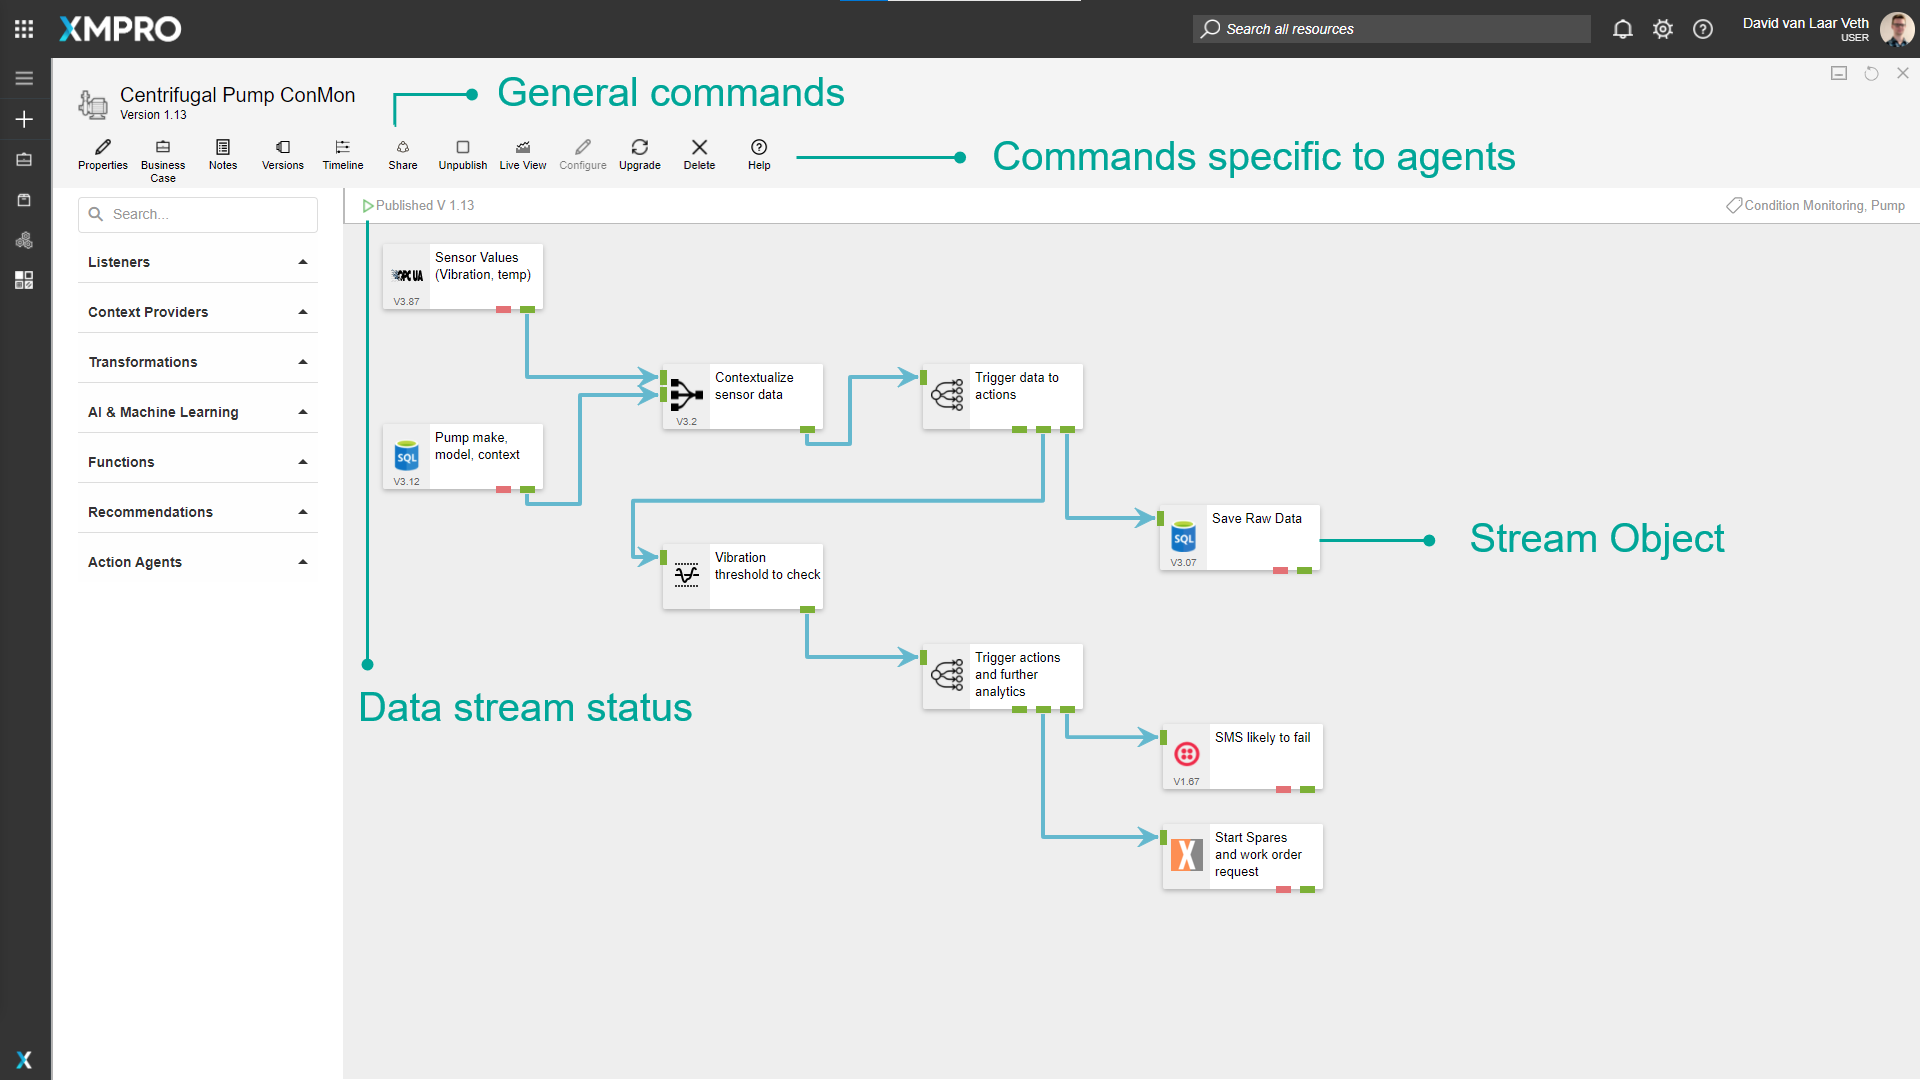 XMPRO
Search all resources
David van Laar Veth
USER
Centrifugal Pump ConMon
Version 1.13
General commands
Properties
Business
Case
Notes
Versions
Timeline
Share
Unpublish
Live View
Configure
Upgrade
Delete
Help
Commands specific to agents
Search...
Published V 1.13
Condition Monitoring, Pump
Listeners
Context Providers
Transformations
AI & Machine Learning
Functions
Recommendations
Action Agents
OPC UA
V3.87
Sensor Values
(Vibration, temp)
V3.2
Contextualize
sensor data
Trigger data to
actions
SQL
V3.12
Pump make,
model, context
SQL
V3.07
Save Raw Data
Stream Object
Vibration
threshold to check
Trigger actions
and further
analytics
Data stream status
V1.67
SMS likely to fail
X
Start Spares
and work order
request
X